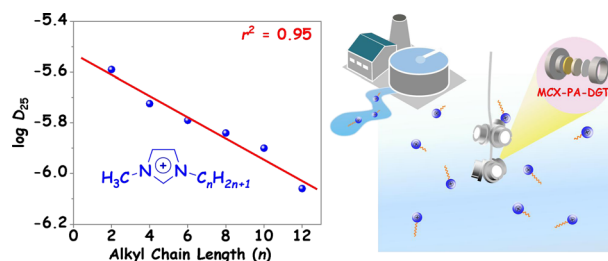 r² = 0.95
log D₂₅
-5.4
-5.6
-5.8
-6.0
-6.2
H₃C
N
+
N
CₙH₂ₙ₊₁
0 2 4 6 8 10 12
Alkyl Chain Length (n)
MCX-PA-DGT